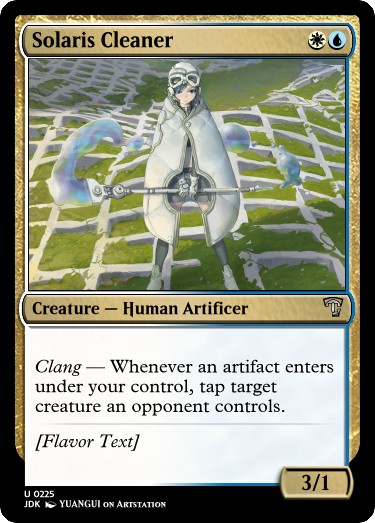 Solaris Cleaner
Creature — Human Artificer
Clang — Whenever an artifact enters
under your control, tap target
creature an opponent controls.
[Flavor Text]
3/1
U 0225
JDK YUANGUI ON ARTSTATION